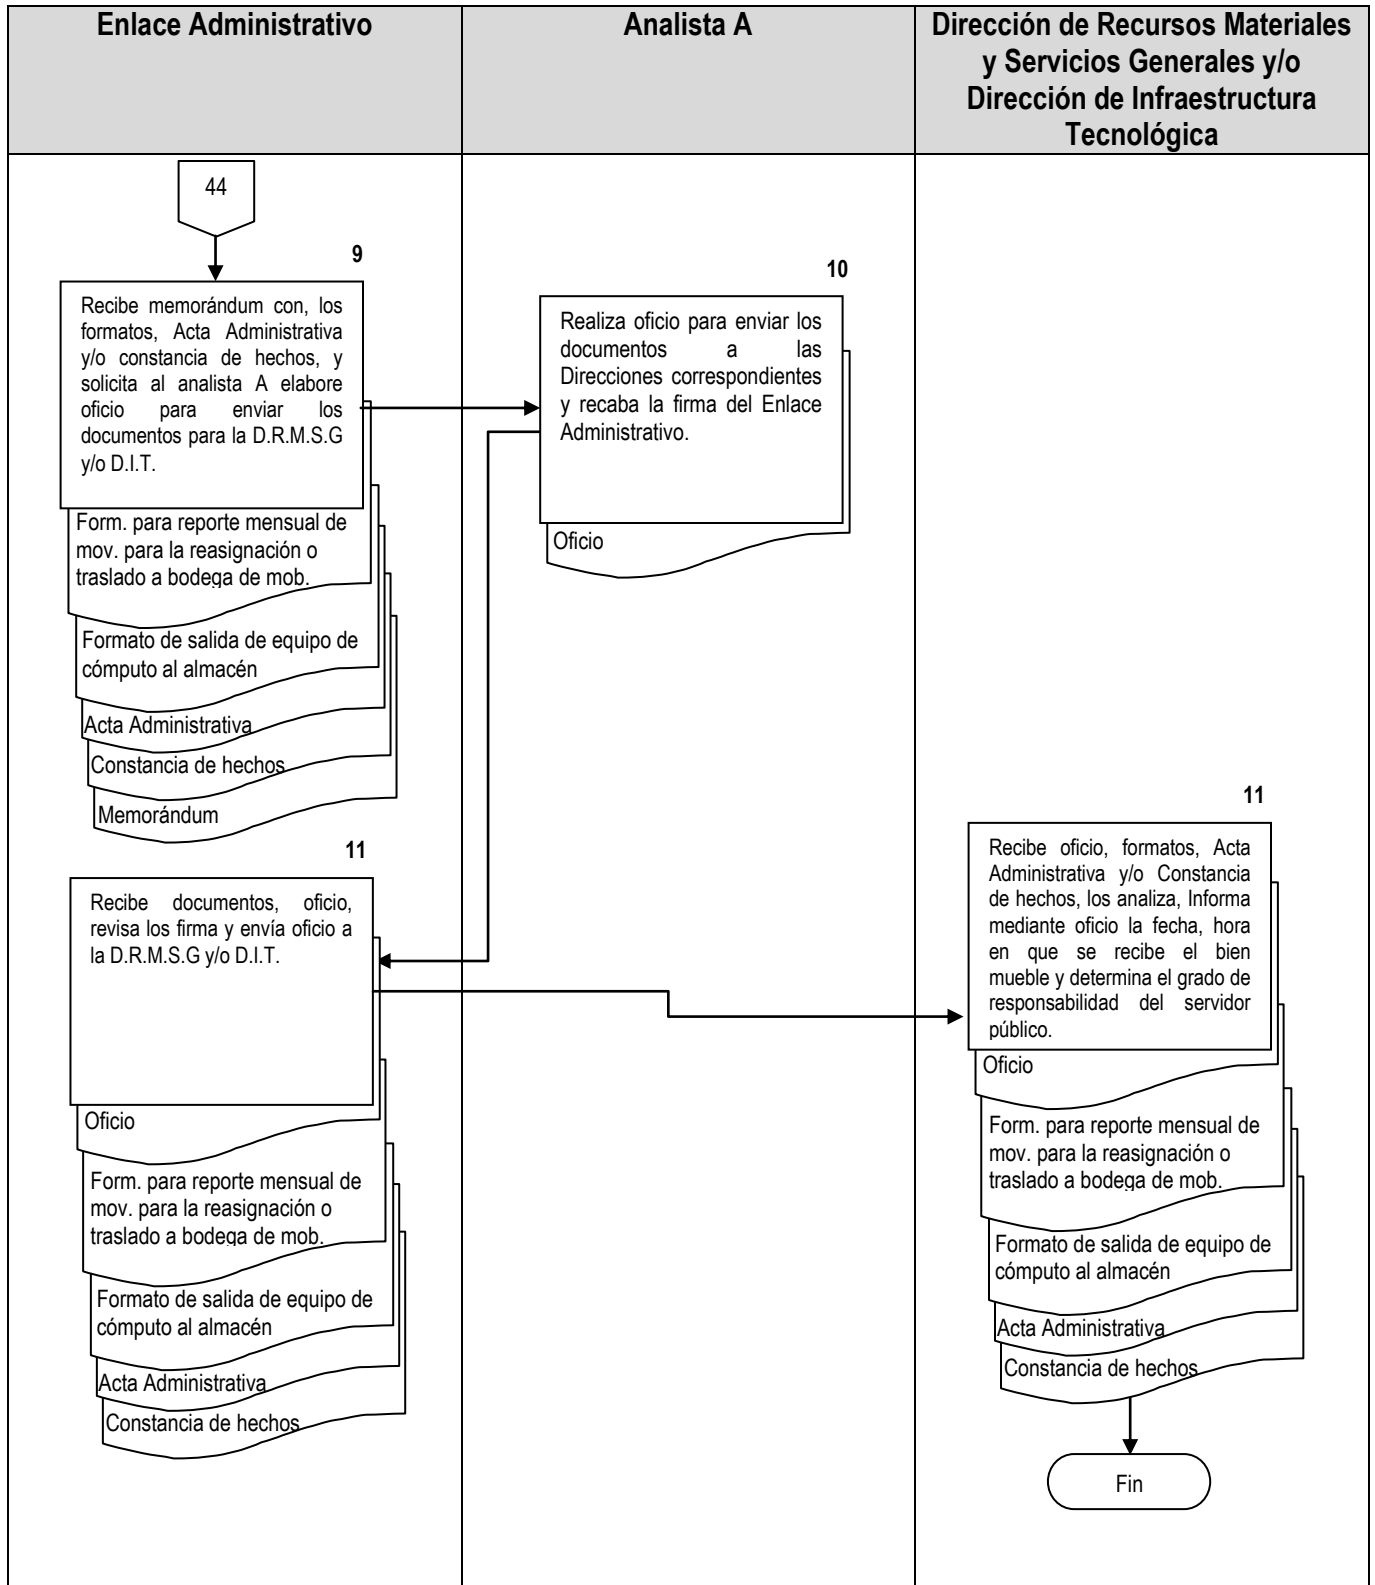 Enlace Administrativo
Analista A
Dirección de Recursos Materiales
y Servicios Generales y/o
Dirección de Infraestructura
Tecnológica
44
9
Recibe memorándum con, los
formatos, Acta Administrativa
y/o constancia de hechos, y
solicita al analista A elabore
oficio para enviar los
documentos para la D.R.M.S.G
y/o D.I.T.
Form. para reporte mensual de
mov. para la reasignación o
traslado a bodega de mob.
Formato de salida de equipo de
cómputo al almacén
Acta Administrativa
Constancia de hechos
Memorándum
10
Realiza oficio para enviar los
documentos a las
Direcciones correspondientes
y recaba la firma del Enlace
Administrativo.
Oficio
11
Recibe documentos, oficio,
revisa los firma y envía oficio a
la D.R.M.S.G y/o D.I.T.
Oficio
Form. para reporte mensual de
mov. para la reasignación o
traslado a bodega de mob.
Formato de salida de equipo de
cómputo al almacén
Acta Administrativa
Constancia de hechos
11
Recibe oficio, formatos, Acta
Administrativa y/o Constancia
de hechos, los analiza, Informa
mediante oficio la fecha, hora
en que se recibe el bien
mueble y determina el grado de
responsabilidad del servidor
público.
Oficio
Form. para reporte mensual de
mov. para la reasignación o
traslado a bodega de mob.
Formato de salida de equipo de
cómputo al almacén
Acta Administrativa
Constancia de hechos
Fin